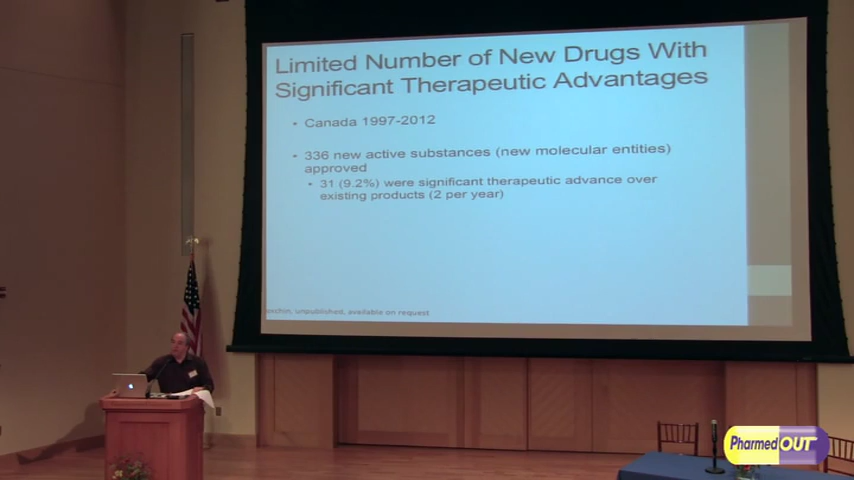 Limited Number of New Drugs With
Significant Therapeutic Advantages
• Canada 1997-2012
• 336 new active substances (new molecular entities)
approved
• 31 (9.2%) were significant therapeutic advance over
existing products (2 per year)
unpublished, available on request
PharmedOUT